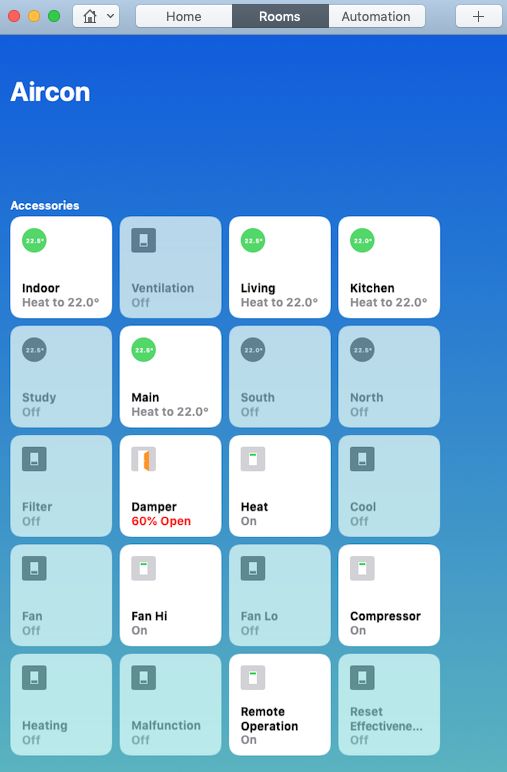 Home Rooms Automation
Aircon
Accessories
22.5°
Indoor
Heat to 22.0°
Ventilation
Off
22.5°
Living
Heat to 22.0°
22.0°
Kitchen
Heat to 22.0°
22.5°
Study
Off
22.5°
Main
Heat to 22.0°
22.0°
South
Off
22.5°
North
Off
Filter
Off
Damper
60% Open
Heat
On
Cool
Off
Fan
Off
Fan Hi
On
Fan Lo
Off
Compressor
On
Heating
Off
Malfunction
Off
Remote
Operation
On
Reset
Effectivene...
Off